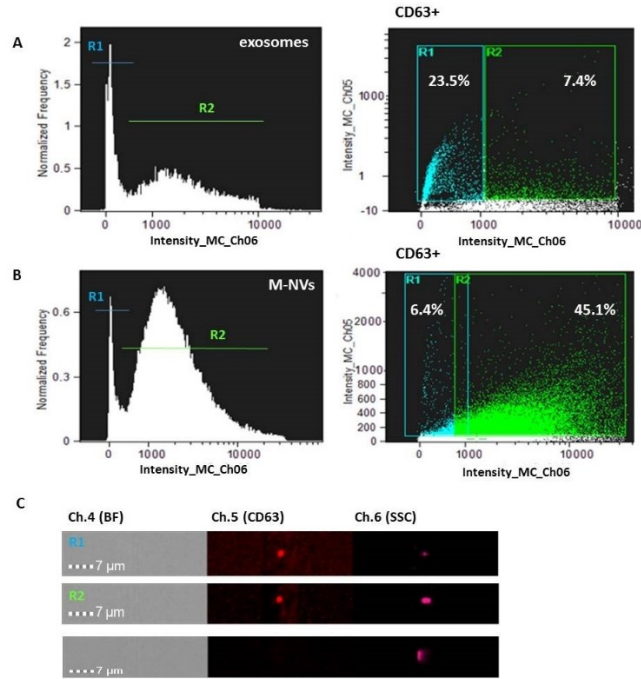 A
R1
exosomes
R2
2
1.5
1
0.5
0
Normalized Frequency
0
1000
10000
Intensity_MC_Ch06
CD63+
R1
R2
23.5%
7.4%
1000
1
-10
Intensity_MC_Ch05
0
1000
10000
Intensity_MC_Ch06
B
R1
M-NVs
R2
0.6
0.3
0
Normalized Frequency
0
1000
10000
Intensity_MC_Ch06
CD63+
R1
R2
6.4%
45.1%
4000
2000
1000
800
600
400
200
0
Intensity_MC_Ch05
0
1000
10000
Intensity_MC_Ch06
C
Ch.4 (BF)
Ch.5 (CD63)
Ch.6 (SSC)
R1
7 μm
R2
7 μm
7 μm